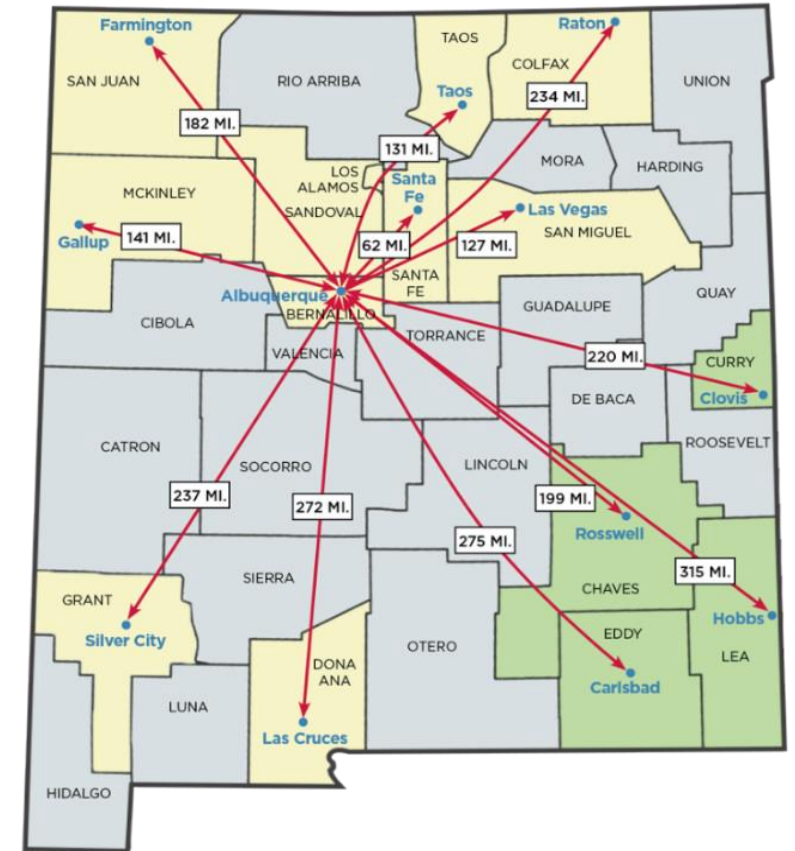 Farmington
Raton
TAOS
COLFAX
SAN JUAN
RIO ARRIBA
UNION
Taos
234 MI.
182 MI.
131 MI.
MORA
HARDING
LOS
ALAMOS
Santa
Fe
MCKINLEY
SANDOVAL
Las Vegas
SAN MIGUEL
Gallup
141 MI.
62 MI.
127 MI.
SANTA
FE
Albuquerque
BERNALILLO
QUAY
GUADALUPE
CIBOLA
TORRANCE
VALENCIA
220 MI.
CURRY
Clovis
DE BACA
CATRON
SOCORRO
LINCOLN
ROOSEVELT
237 MI.
272 MI.
199 MI.
Rosswell
275 MI.
315 MI.
SIERRA
CHAVES
GRANT
Silver City
Hobbs
EDDY
LEA
OTERO
DONA
ANA
Carlsbad
LUNA
Las Cruces
HIDALGO